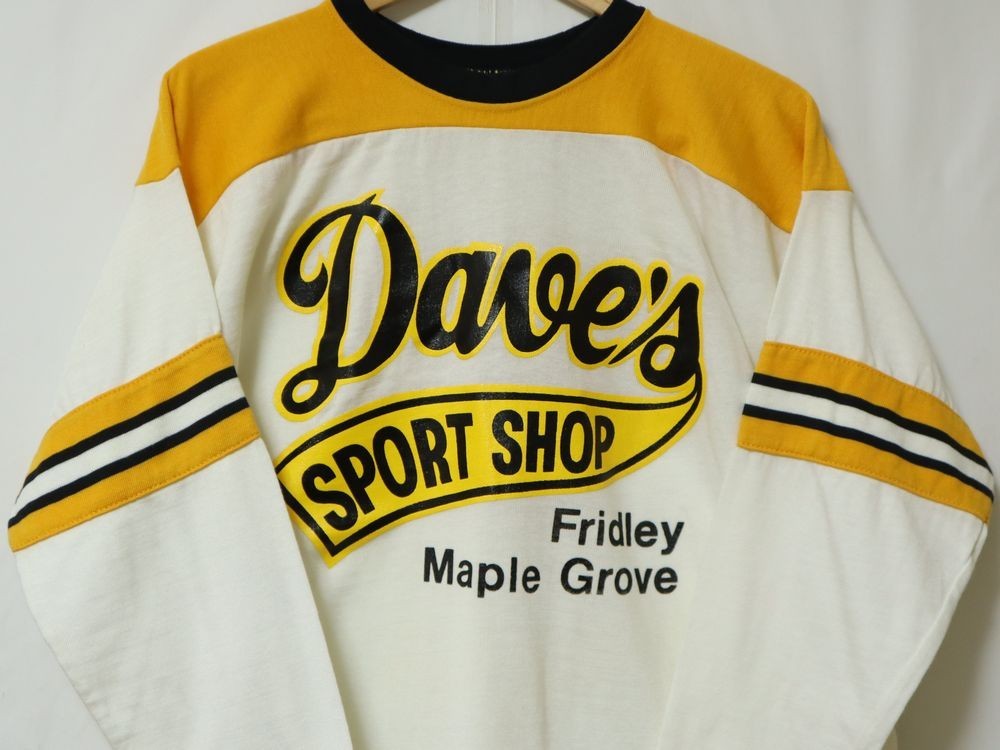 Dave's
SPORT SHOP
Fridley
Maple Grove